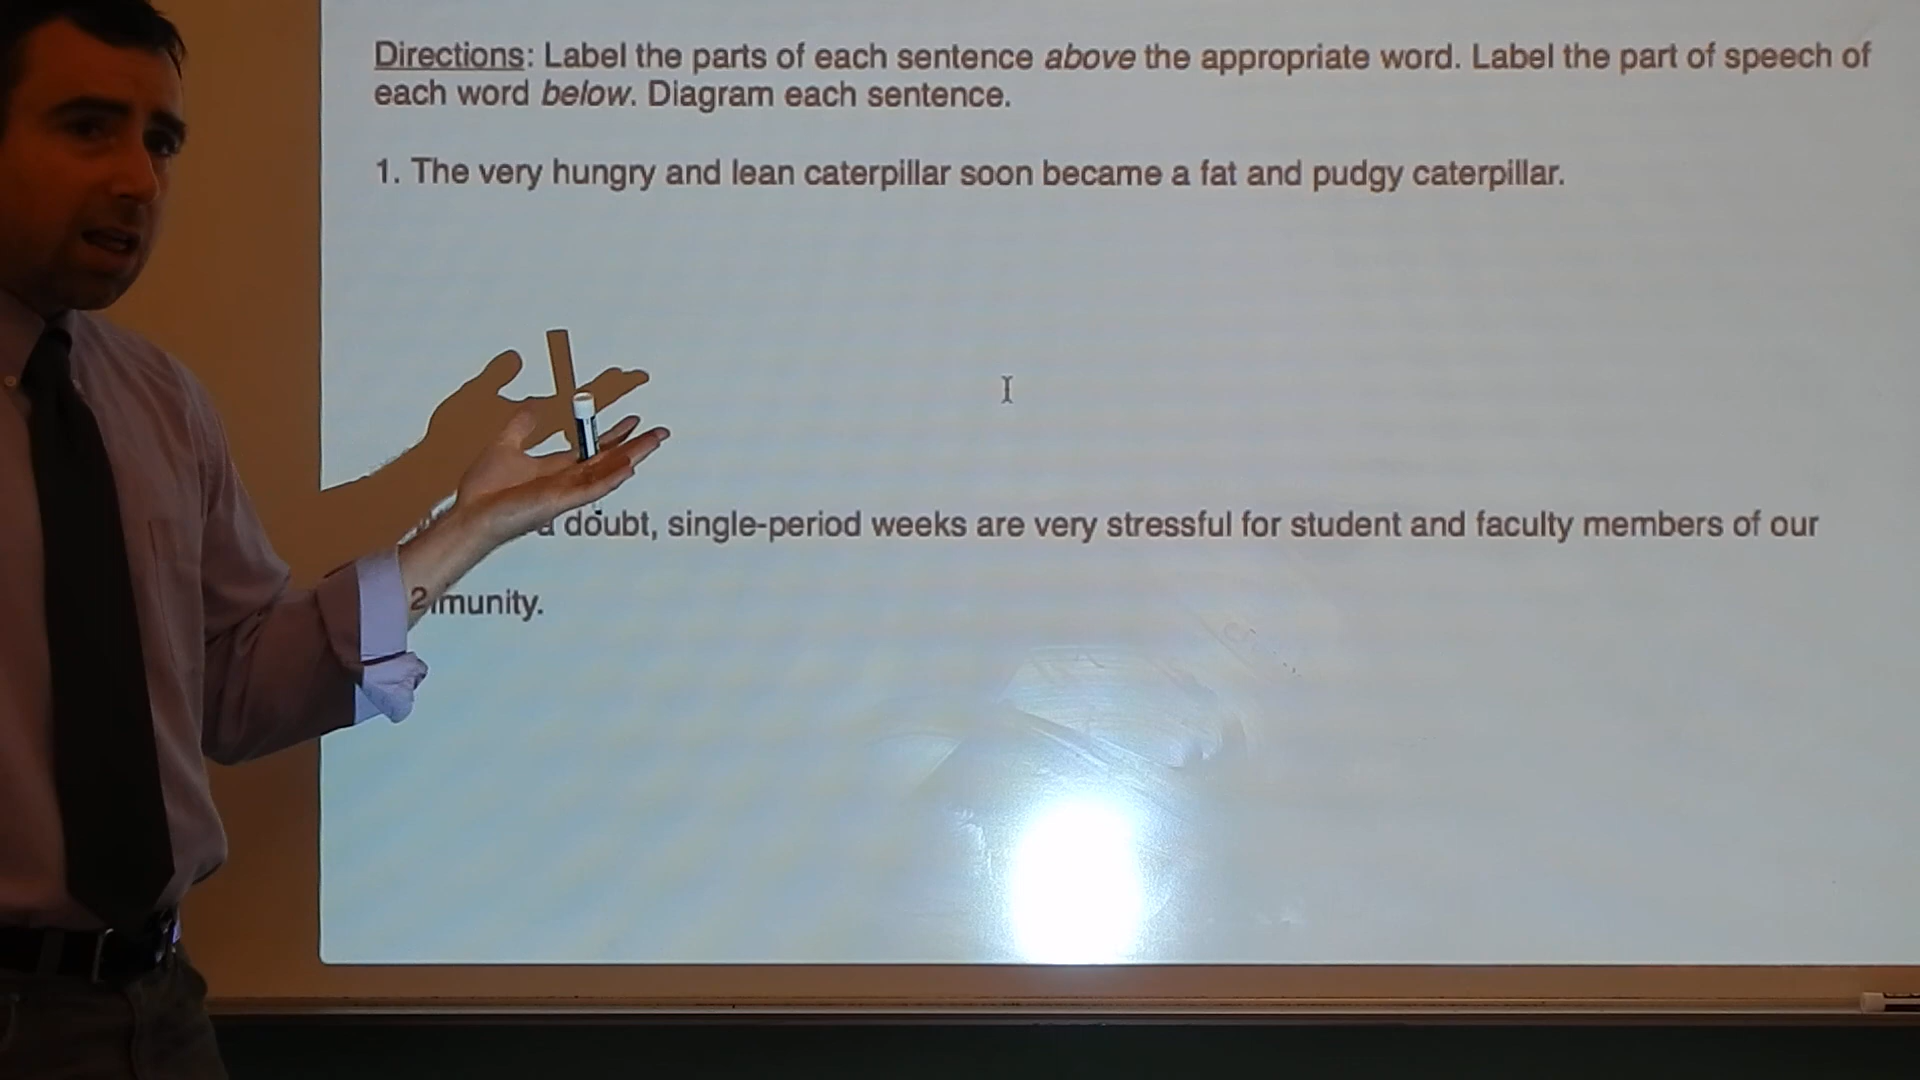 Directions: Label the parts of each sentence above the appropriate word. Label the part of speech of
each word below. Diagram each sentence.
1. The very hungry and lean caterpillar soon became a fat and pudgy caterpillar.
a doubt, single-period weeks are very stressful for student and faculty members of our
munity.